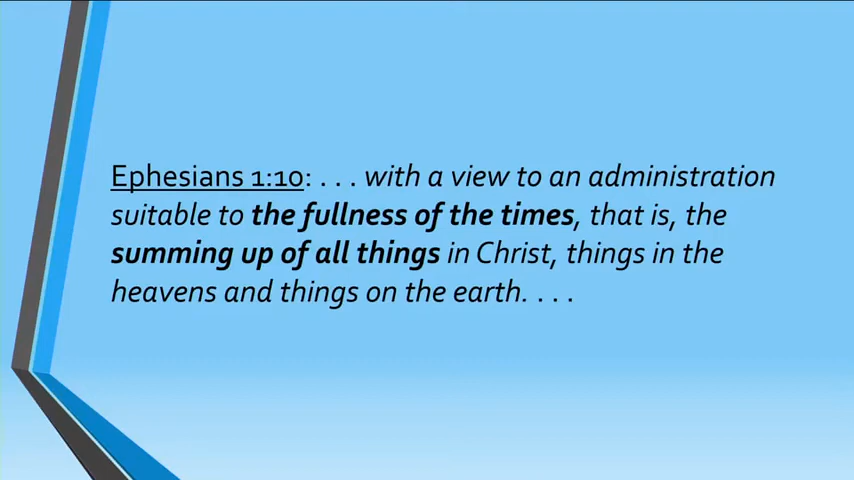 Ephesians 1:10: . . . with a view to an administration
suitable to the fullness of the times, that is, the
summing up of all things in Christ, things in the
heavens and things on the earth. . . .